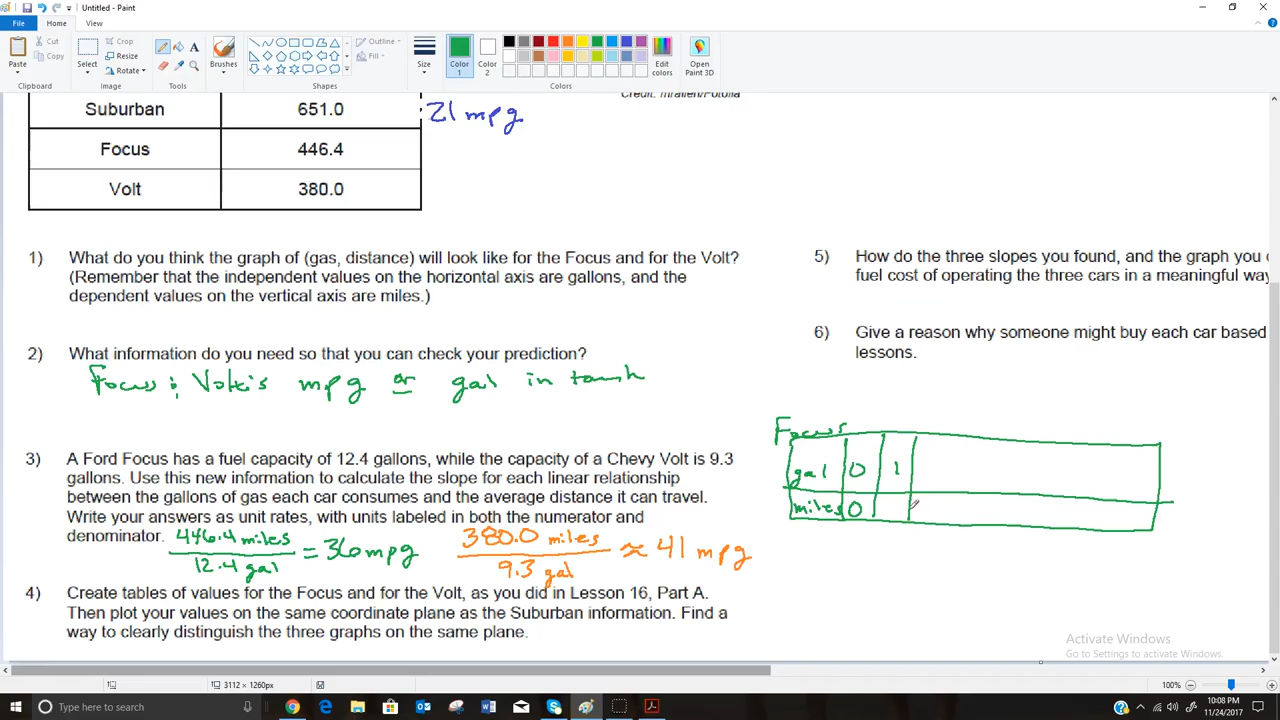 Untitled - Paint
File Home View
Paste Cut Copy Select Crop Resize Rotate A Brushes Outline Fill Size Color 1 Color 2 Edit colors Open Paint 3D
Clipboard Image Tools Shapes Colors
Credit: mrallen/Fotolia
Suburban 651.0 21 mpg
Focus 446.4
Volt 380.0
1) What do you think the graph of (gas, distance) will look like for the Focus and for the Volt?
(Remember that the independent values on the horizontal axis are gallons, and the
dependent values on the vertical axis are miles.)
2) What information do you need so that you can check your prediction?
Focus & Volt's mpg or gal in tank
3) A Ford Focus has a fuel capacity of 12.4 gallons, while the capacity of a Chevy Volt is 9.3
gallons. Use this new information to calculate the slope for each linear relationship
between the gallons of gas each car consumes and the average distance it can travel.
Write your answers as unit rates, with units labeled in both the numerator and
denominator.
446.4 miles
12.4 gal
= 36 mpg
380.0 miles
9.3 gal
≈ 41 mpg
4) Create tables of values for the Focus and for the Volt, as you did in Lesson 16, Part A.
Then plot your values on the same coordinate plane as the Suburban information. Find a
way to clearly distinguish the three graphs on the same plane.
5) How do the three slopes you found, and the graph you
fuel cost of operating the three cars in a meaningful way
6) Give a reason why someone might buy each car based
lessons.
Focus
gal 0 1
miles 0
Activate Windows
Go to Settings to activate Windows.
3112 × 1260px 100%
Type here to search 10:08 PM
11/24/2017